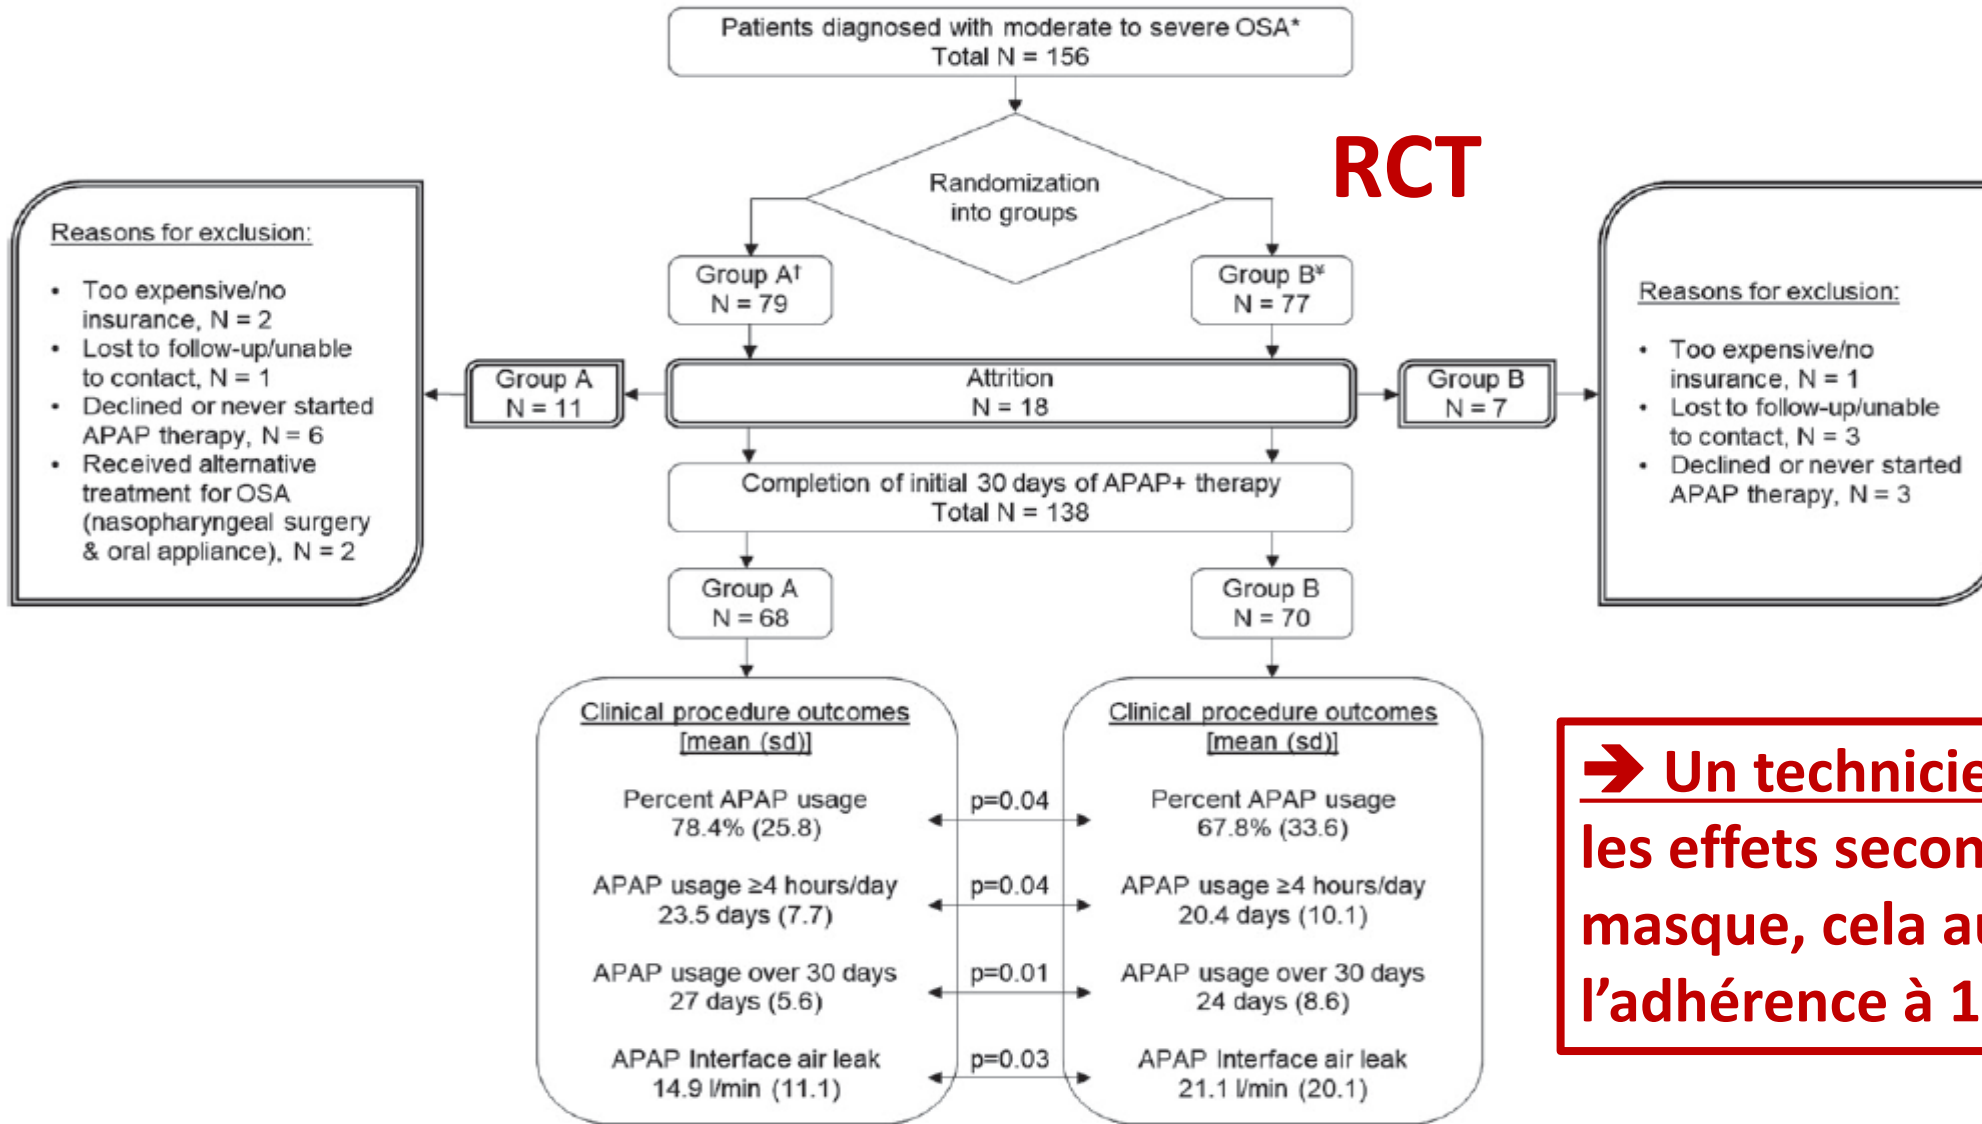 Patients diagnosed with moderate to severe OSA*
Total N = 156
RCT
Randomization
into groups
Group A†
N = 79
Group B¥
N = 77
Reasons for exclusion:
• Too expensive/no
insurance, N = 2
• Lost to follow-up/unable
to contact, N = 1
• Declined or never started
APAP therapy, N = 6
• Received alternative
treatment for OSA
(nasopharyngeal surgery
& oral appliance), N = 2
Group A
N = 11
Attrition
N = 18
Group B
N = 7
Reasons for exclusion:
• Too expensive/no
insurance, N = 1
• Lost to follow-up/unable
to contact, N = 3
• Declined or never started
APAP therapy, N = 3
Completion of initial 30 days of APAP+ therapy
Total N = 138
Group A
N = 68
Group B
N = 70
Clinical procedure outcomes
[mean (sd)]
Percent APAP usage
78.4% (25.8)
APAP usage ≥4 hours/day
23.5 days (7.7)
APAP usage over 30 days
27 days (5.6)
APAP Interface air leak
14.9 l/min (11.1)
p=0.04
p=0.04
p=0.01
p=0.03
Clinical procedure outcomes
[mean (sd)]
Percent APAP usage
67.8% (33.6)
APAP usage ≥4 hours/day
20.4 days (10.1)
APAP usage over 30 days
24 days (8.6)
APAP Interface air leak
21.1 l/min (20.1)
➔ Un technicie
les effets secon
masque, cela au
l'adhérence à 1